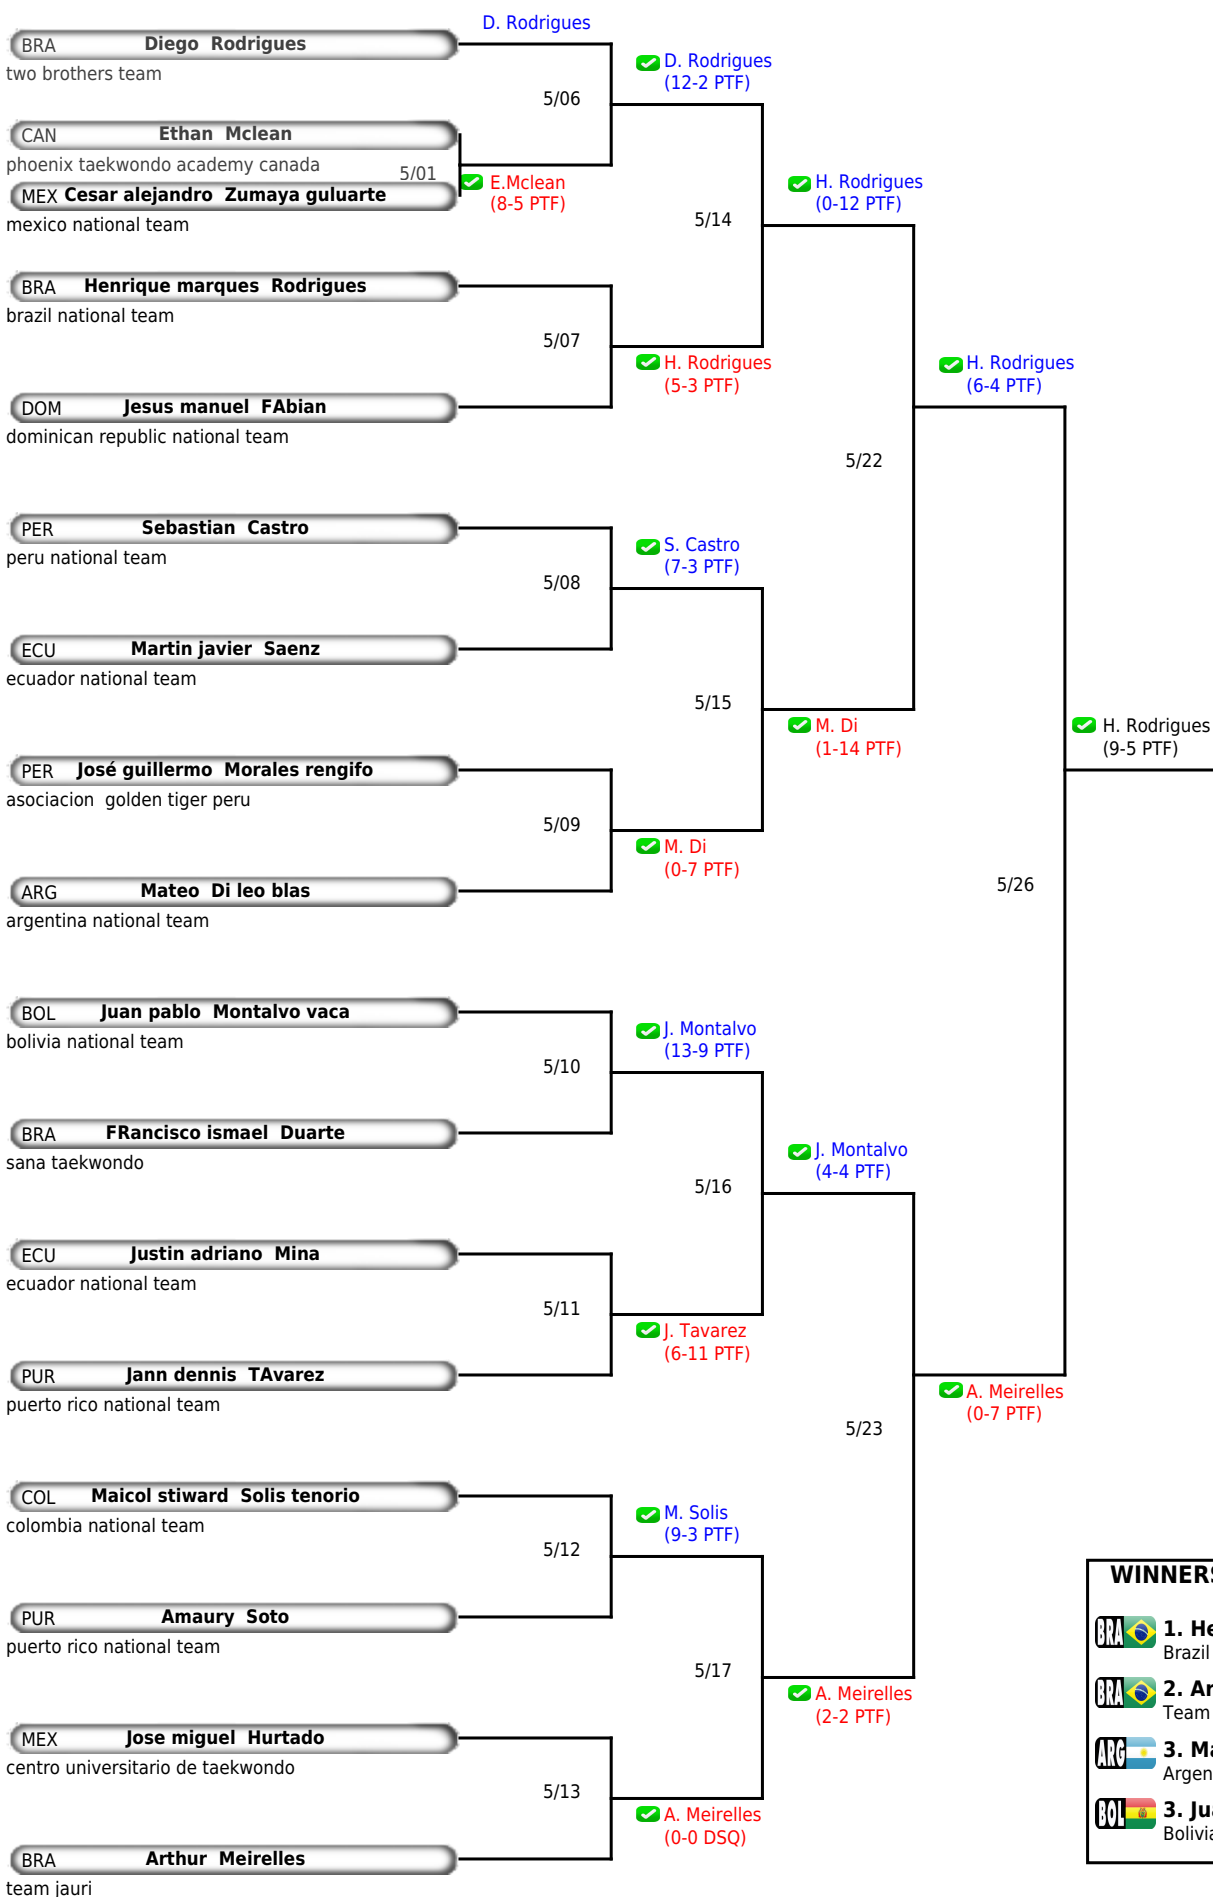 D. Rodrigues
BRA Diego Rodrigues
two brothers team
D. Rodrigues
(12-2 PTF)
5/06
CAN Ethan Mclean
phoenix taekwondo academy canada
5/01
E.Mclean
(8-5 PTF)
MEX Cesar alejandro Zumaya guluarte
mexico national team
H. Rodrigues
(0-12 PTF)
5/14
BRA Henrique marques Rodrigues
brazil national team
5/07
H. Rodrigues
(5-3 PTF)
H. Rodrigues
(6-4 PTF)
DOM Jesus manuel FAbian
dominican republic national team
5/22
PER Sebastian Castro
peru national team
S. Castro
(7-3 PTF)
5/08
ECU Martin javier Saenz
ecuador national team
5/15
M. Di
(1-14 PTF)
H. Rodrigues
(9-5 PTF)
PER José guillermo Morales rengifo
asociacion golden tiger peru
5/09
M. Di
(0-7 PTF)
ARG Mateo Di leo blas
argentina national team
5/26
BOL Juan pablo Montalvo vaca
bolivia national team
J. Montalvo
(13-9 PTF)
5/10
BRA FRancisco ismael Duarte
sana taekwondo
J. Montalvo
(4-4 PTF)
5/16
ECU Justin adriano Mina
ecuador national team
5/11
J. Tavarez
(6-11 PTF)
PUR Jann dennis TAvarez
puerto rico national team
A. Meirelles
(0-7 PTF)
5/23
COL Maicol stiward Solis tenorio
colombia national team
M. Solis
(9-3 PTF)
5/12
PUR Amaury Soto
puerto rico national team
5/17
A. Meirelles
(2-2 PTF)
MEX Jose miguel Hurtado
centro universitario de taekwondo
5/13
A. Meirelles
(0-0 DSQ)
BRA Arthur Meirelles
team jauri
WINNERS
BRA 1. He
Brazil
BRA 2. Ar
Team
ARG 3. Ma
Argen
BOL 3. Jua
Bolivia